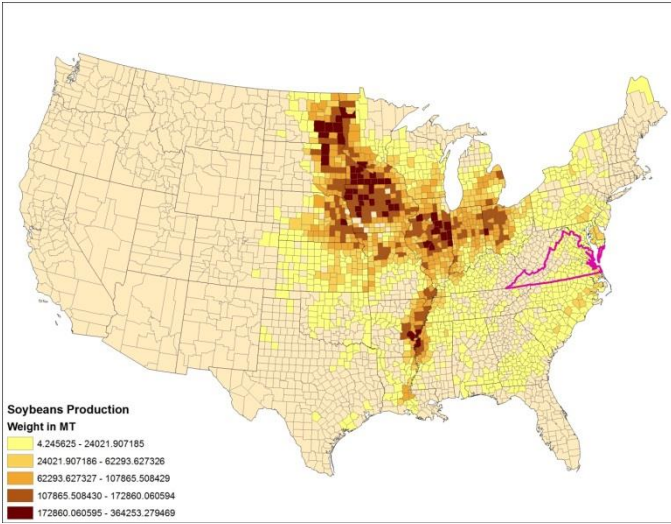 Soybeans Production
Weight in MT
4.245625 - 24021.907185
24021.907186 - 62293.627326
62293.627327 - 107865.508429
107865.508430 - 172860.060594
172860.060595 - 364253.279469